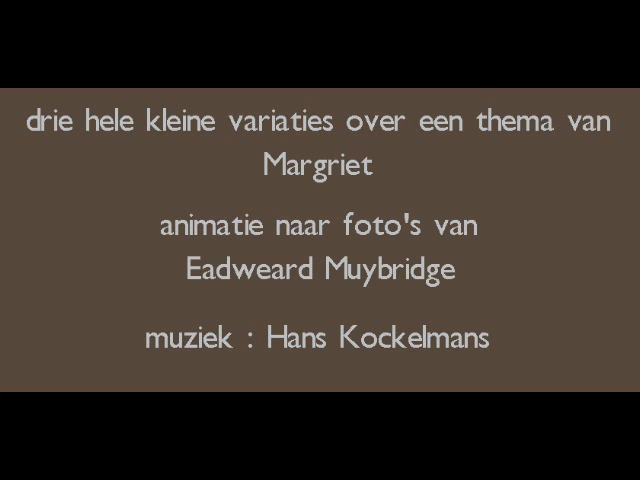 drie hele kleine variaties over een thema van
Margriet
animatie naar foto's van
Eadweard Muybridge
muziek : Hans Kockelmans